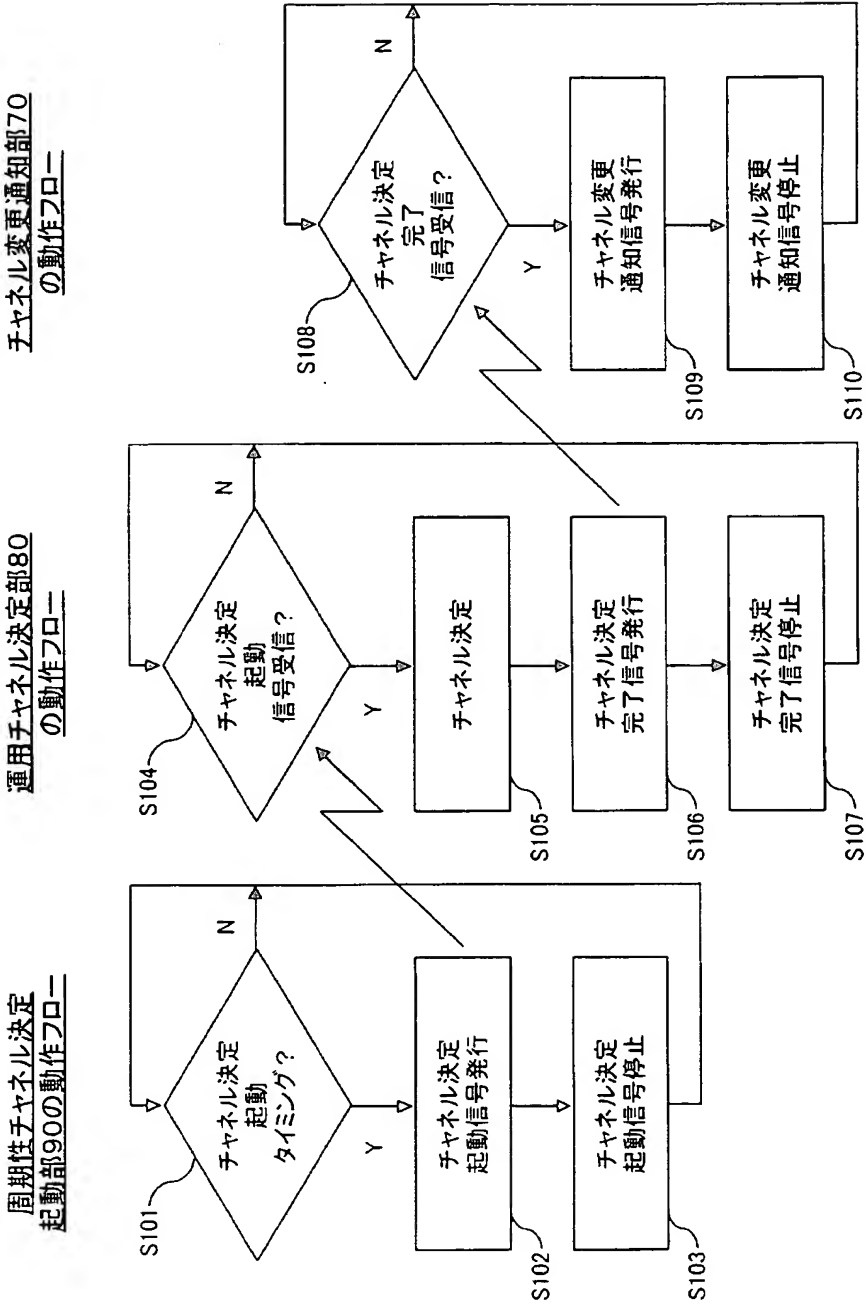 周期性チャネル決定
起動部90の動作フロー
S101
チャネル決定
起動
タイミング?
N
Y
チャネル決定
起動信号発行
S102
チャネル決定
起動信号停止
S103
運用チャネル決定部80
の動作フロー
S104
チャネル決定
起動
信号受信?
N
Y
チャネル決定
S105
チャネル決定
完了信号発行
S106
チャネル決定
完了信号停止
S107
チャネル変更通知部70
の動作フロー
S108
チャネル決定
完了
信号受信?
N
Y
チャネル変更
通知信号発行
S109
チャネル変更
通知信号停止
S110